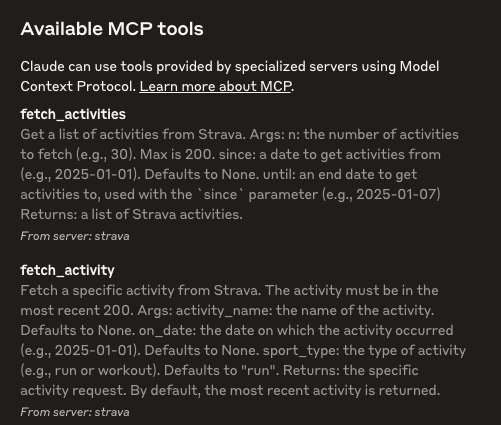 Available MCP tools
Claude can use tools provided by specialized servers using Model
Context Protocol. Learn more about MCP.
fetch_activities
Get a list of activities from Strava. Args: n: the number of activities
to fetch (e.g., 30). Max is 200. since: a date to get activities from
(e.g., 2025-01-01). Defaults to None. until: an end date to get
activities to, used with the `since` parameter (e.g., 2025-01-07)
Returns: a list of Strava activities.
From server: strava
fetch_activity
Fetch a specific activity from Strava. The activity must be in the
most recent 200. Args: activity_name: the name of the activity.
Defaults to None. on_date: the date on which the activity occurred
(e.g., 2025-01-01). Defaults to None. sport_type: the type of activity
(e.g., run or workout). Defaults to "run". Returns: the specific
activity request. By default, the most recent activity is returned.
From server: strava